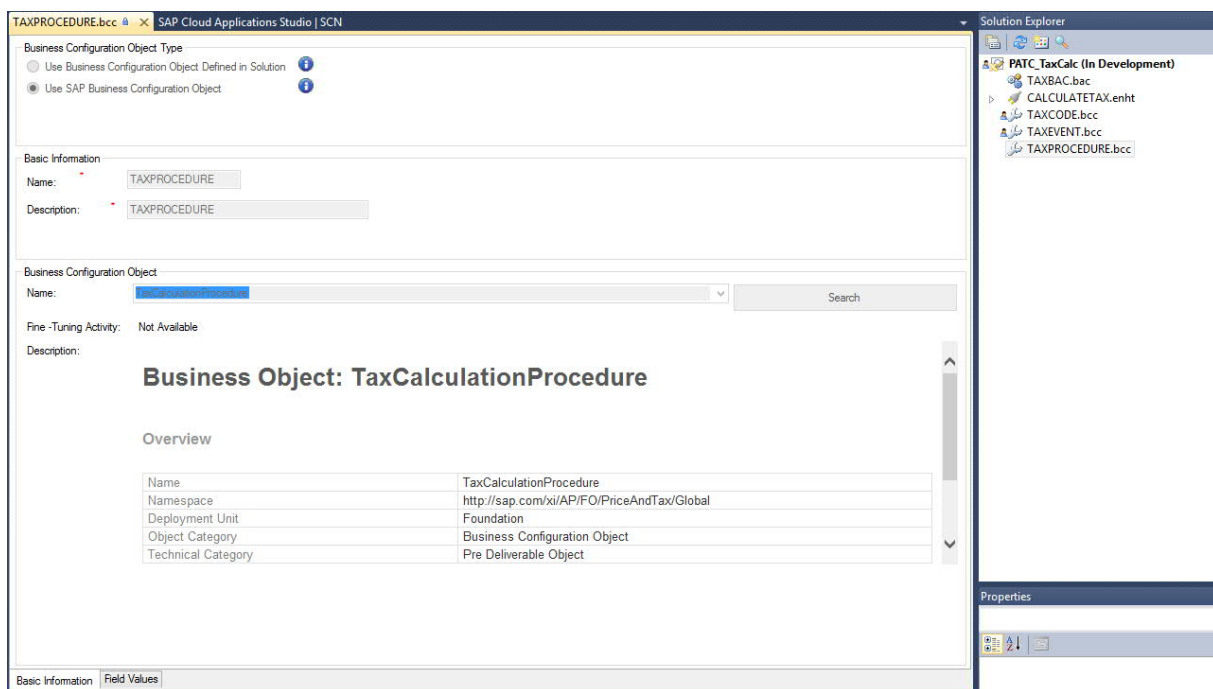 TAXPROCEDURE.bcc
SAP Cloud Applications Studio | SCN
Business Configuration Object Type
Use Business Configuration Object Defined in Solution
Use SAP Business Configuration Object
Basic Information
Name: TAXPROCEDURE
Description: TAXPROCEDURE
Business Configuration Object
Name: TaxCalculationProcedure Search
Fine -Tuning Activity: Not Available
Description:
Business Object: TaxCalculationProcedure
Overview
Name TaxCalculationProcedure
Namespace http://sap.com/xi/AP/FO/PriceAndTax/Global
Deployment Unit Foundation
Object Category Business Configuration Object
Technical Category Pre Deliverable Object
Basic Information Field Values
Solution Explorer
PATC_TaxCalc (In Development)
TAXBAC.bac
CALCULATETAX.enht
TAXCODE.bcc
TAXEVENT.bcc
TAXPROCEDURE.bcc
Properties